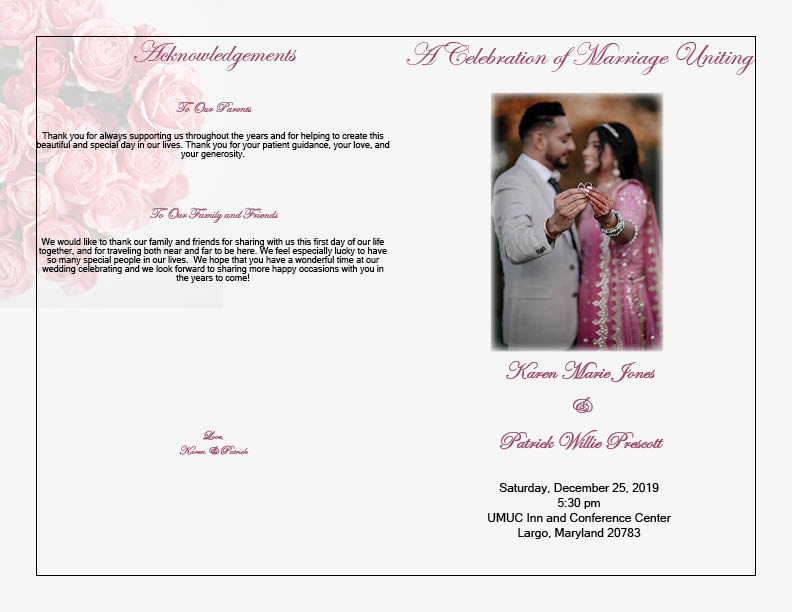 Acknowledgements
To Our Parents
Thank you for always supporting us throughout the years and for helping to create this
beautiful and special day in our lives. Thank you for your patient guidance, your love, and
your generosity.
To Our Family and Friends
We would like to thank our family and friends for sharing with us this first day of our life
together, and for traveling both near and far to be here. We feel especially lucky to have
so many special people in our lives.  We hope that you have a wonderful time at our
wedding celebrating and we look forward to sharing more happy occasions with you in
the years to come!
Love,
Karen & Patrick
A Celebration of Marriage Uniting
Karen Marie Jones
&
Patrick Willie Prescott
Saturday, December 25, 2019
5:30 pm
UMUC Inn and Conference Center
Largo, Maryland 20783